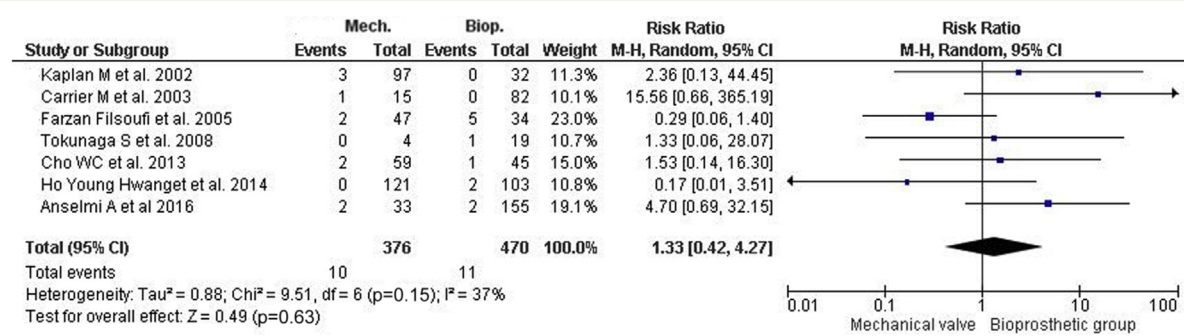 Mech. Biop. Risk Ratio Risk Ratio
Study or Subgroup Events Total Events Total Weight M-H, Random, 95% CI M-H, Random, 95% CI
Kaplan M et al. 2002 3 97 0 32 11.3% 2.36 [0.13, 44.45]
Carrier M et al. 2003 1 15 0 82 10.1% 15.56 [0.66, 365.19]
Farzan Filsoufi et al. 2005 2 47 5 34 23.0% 0.29 [0.06, 1.40]
Tokunaga S et al. 2008 0 4 1 19 10.7% 1.33 [0.06, 28.07]
Cho WC et al. 2013 2 59 1 45 15.0% 1.53 [0.14, 16.30]
Ho Young Hwanget et al. 2014 0 121 2 103 10.8% 0.17 [0.01, 3.51]
Anselmi A et al 2016 2 33 2 155 19.1% 4.70 [0.69, 32.15]
Total (95% CI) 376 470 100.0% 1.33 [0.42, 4.27]
Total events 10 11
Heterogeneity: Tau² = 0.88; Chi² = 9.51, df = 6 (p=0.15); I² = 37%
Test for overall effect: Z = 0.49 (p=0.63)
0.01 0.1 1 10 100
Mechanical valve Bioprosthetic group